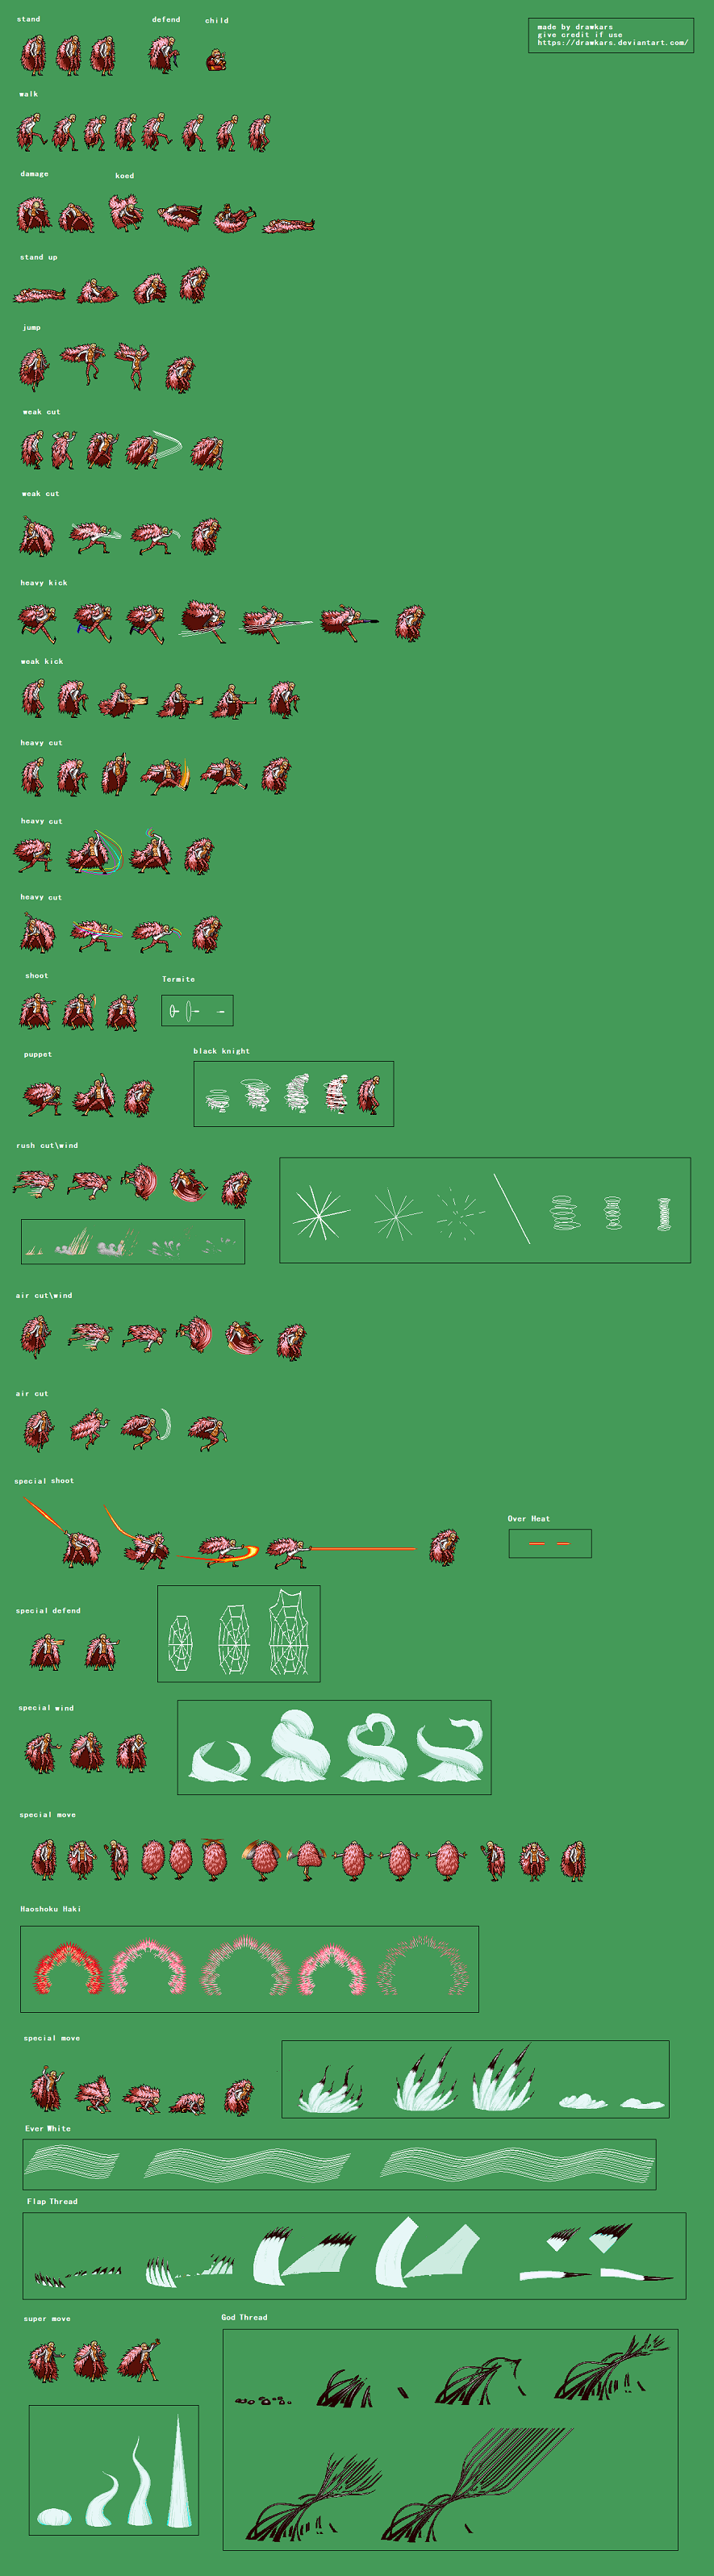 stand
defend
child
made by drawkars
give credit if use
https://drawkars.deviantart.com/
walk
damage
koed
stand up
jump
weak cut
weak cut
heavy kick
weak kick
heavy cut
heavy cut
heavy cut
shoot
Termite
puppet
black knight
rush cut\wind
air cut\wind
air cut
special shoot
Over Heat
special defend
special wind
special move
Haoshoku Haki
special move
Ever White
Flap Thread
super move
God Thread